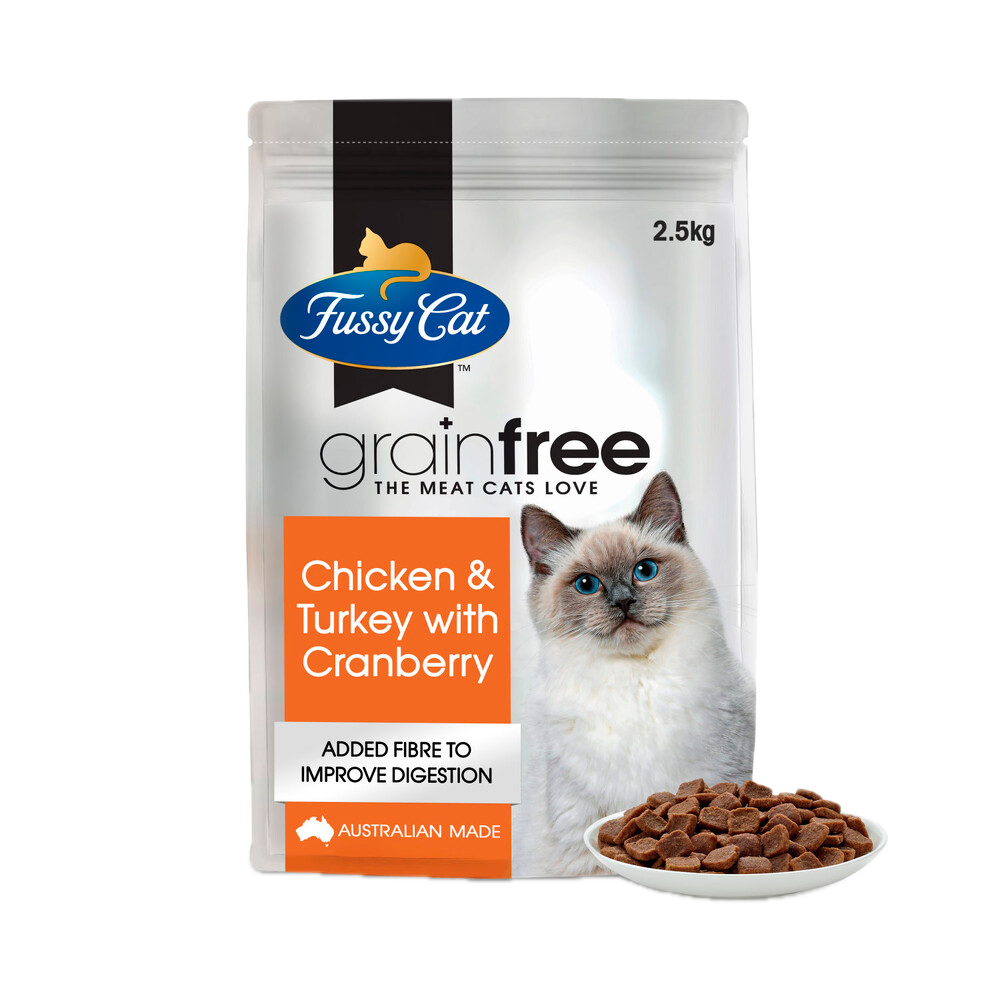 2.5kg
Fussy Cat
TM
grainfree
THE MEAT CATS LOVE
Chicken &
Turkey with
Cranberry
ADDED FIBRE TO
IMPROVE DIGESTION
AUSTRALIAN MADE